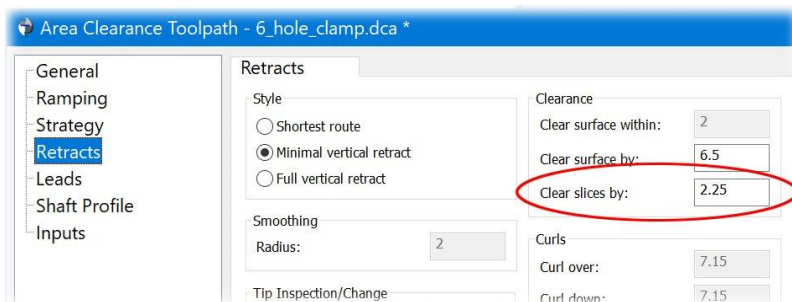 Area Clearance Toolpath - 6_hole_clamp.dca *
General
Ramping
Strategy
Retracts
Leads
Shaft Profile
Inputs
Retracts
Style
Shortest route
Minimal vertical retract
Full vertical retract
Smoothing
Radius: 2
Tip Inspection/Change
Clearance
Clear surface within: 2
Clear surface by: 6.5
Clear slices by: 2.25
Curls
Curl over: 7.15
Curl down: 7.15